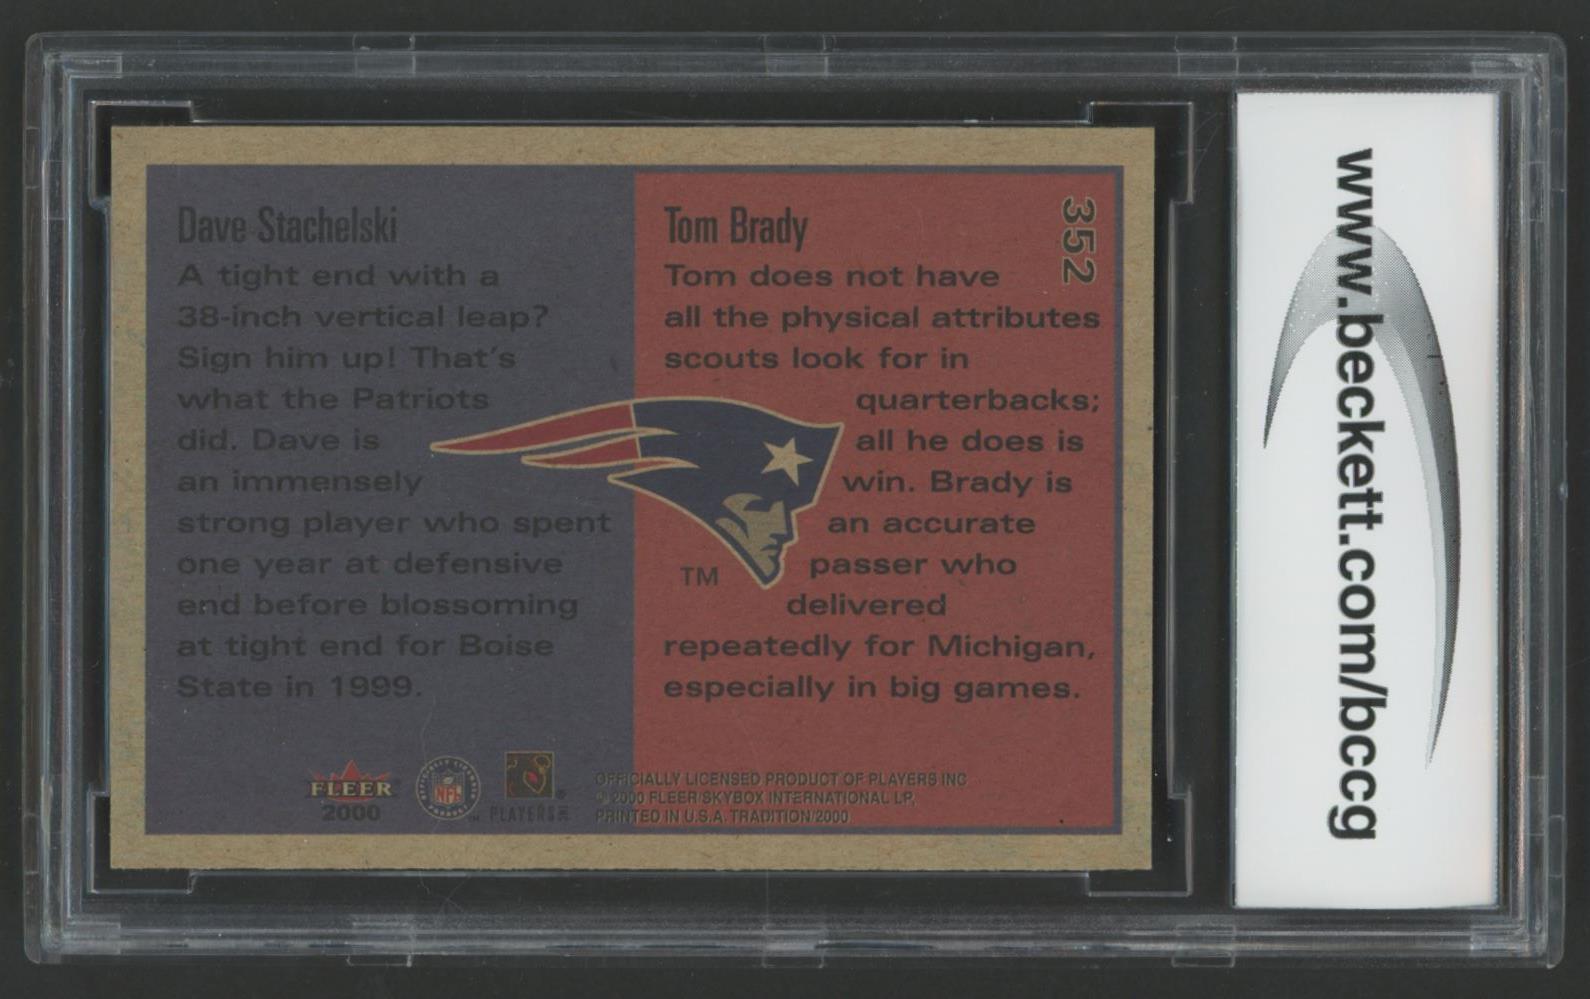 Dave Stachelski
A tight end with a
38-inch vertical leap?
Sign him up! That's
what the Patriots
did. Dave is
an immensely
strong player who spent
one year at defensive
end before blossoming
at tight end for Boise
State in 1999.
Tom Brady
352
Tom does not have
all the physical attributes
scouts look for in
quarterbacks;
all he does is
win. Brady is
an accurate
passer who
delivered
repeatedly for Michigan,
especially in big games.
TM
FLEER
2000
NFL
PLAYERS INC
OFFICIALLY LICENSED PRODUCT OF PLAYERS INC
© 2000 FLEER/SKYBOX INTERNATIONAL LP,
PRINTED IN U.S.A. TRADITION/2000
www.beckett.com/bccg